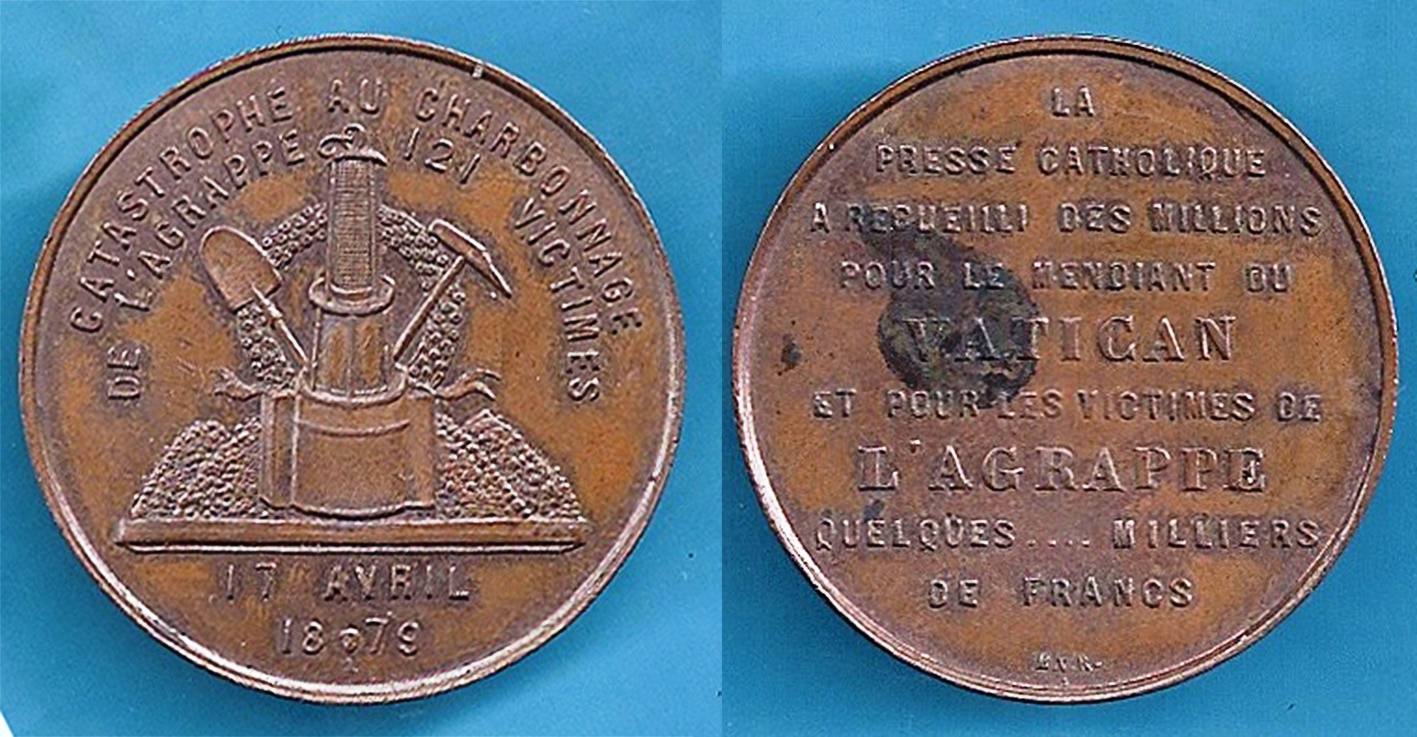 CATASTROPHE AU CHARBONNAGE
DE L'AGRAPPE 121 VICTIMES
17 AVRIL
1879
LA
PRESSE CATHOLIQUE
A RECUEILLI DES MILLIONS
POUR LE MENDIANT DU
VATICAN
ET POUR LES VICTIMES DE
L'AGRAPPE
QUELQUES.... MILLIERS
DE FRANCS